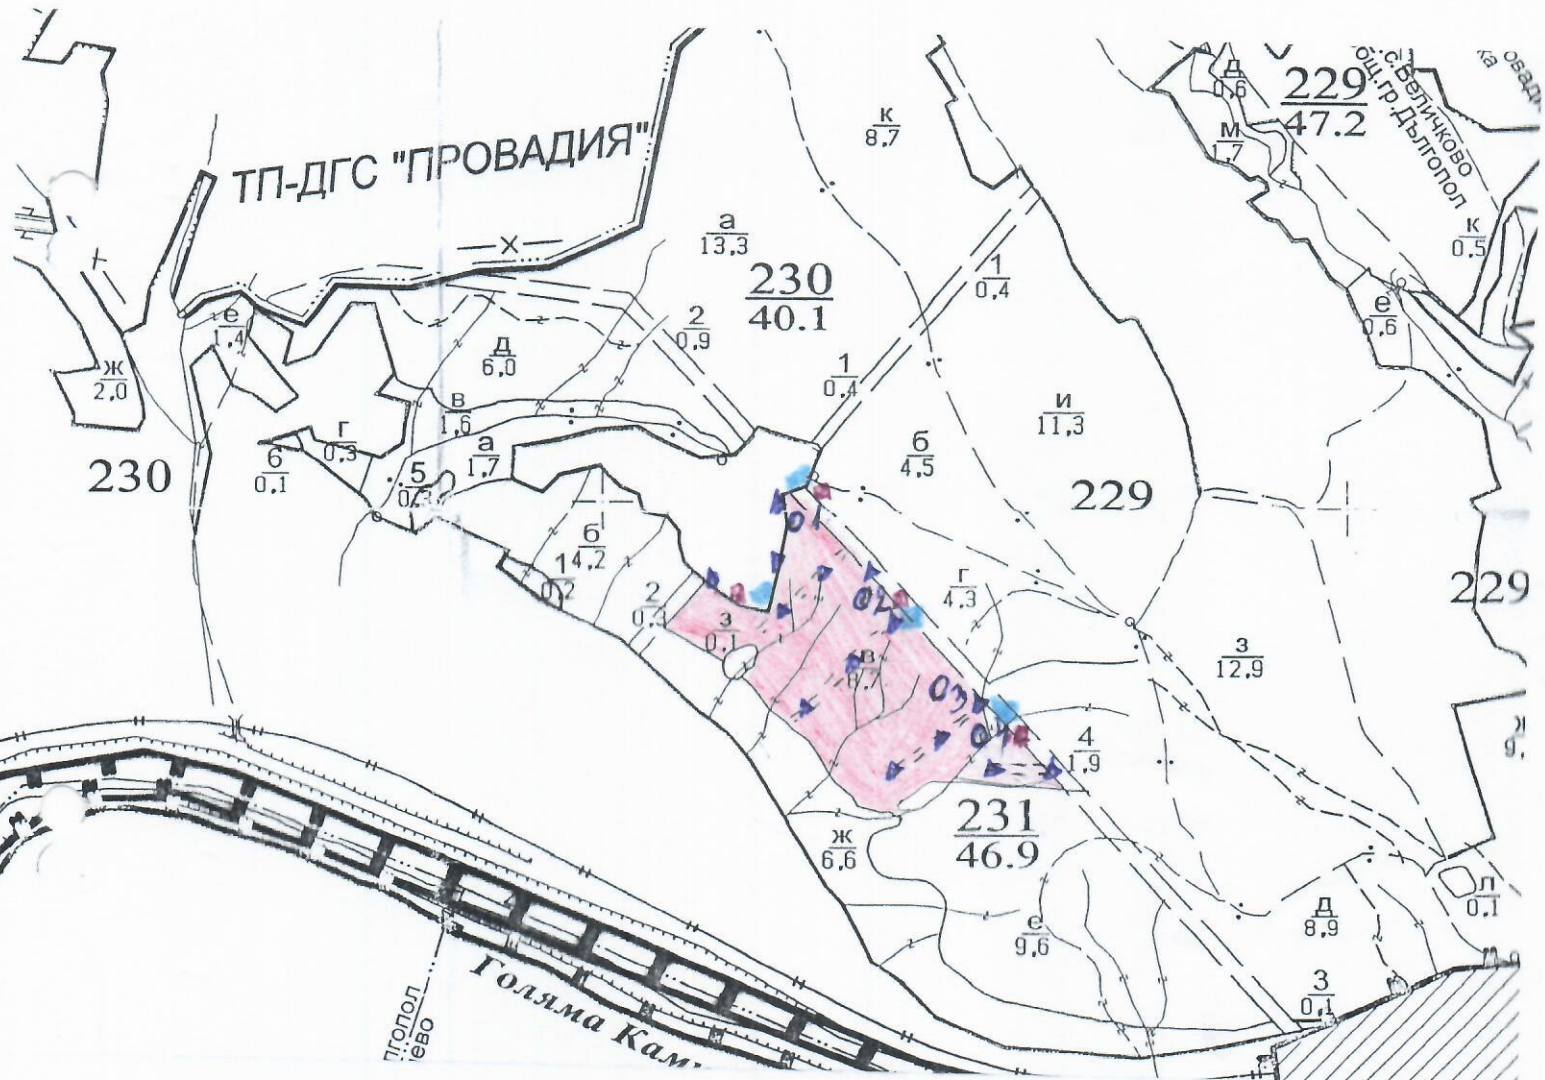 ТП-ДГС "ПРОВАДИЯ"
с.Величково
общ.гр.Дългопол
229
47.2
д
0,6
м
1,7
к
8,7
к
0,5
а
13,3
230
40.1
1
0,4
2
0,9
1
0,4
е
0,6
е
1,4
ж
2,0
д
6,0
в
1,6
г
0,3
а
1,7
5
230
б
0,1
и
11,3
б
4,5
229
01
б
4,2
1
0,2
2
0,3
з
0,1
02
г
4,3
229
в
8,7
з
12,9
03
04
4
1,9
ж
6,6
231
46.9
е
9,6
д
8,9
л
0,1
3
0,1
Голяма Кам